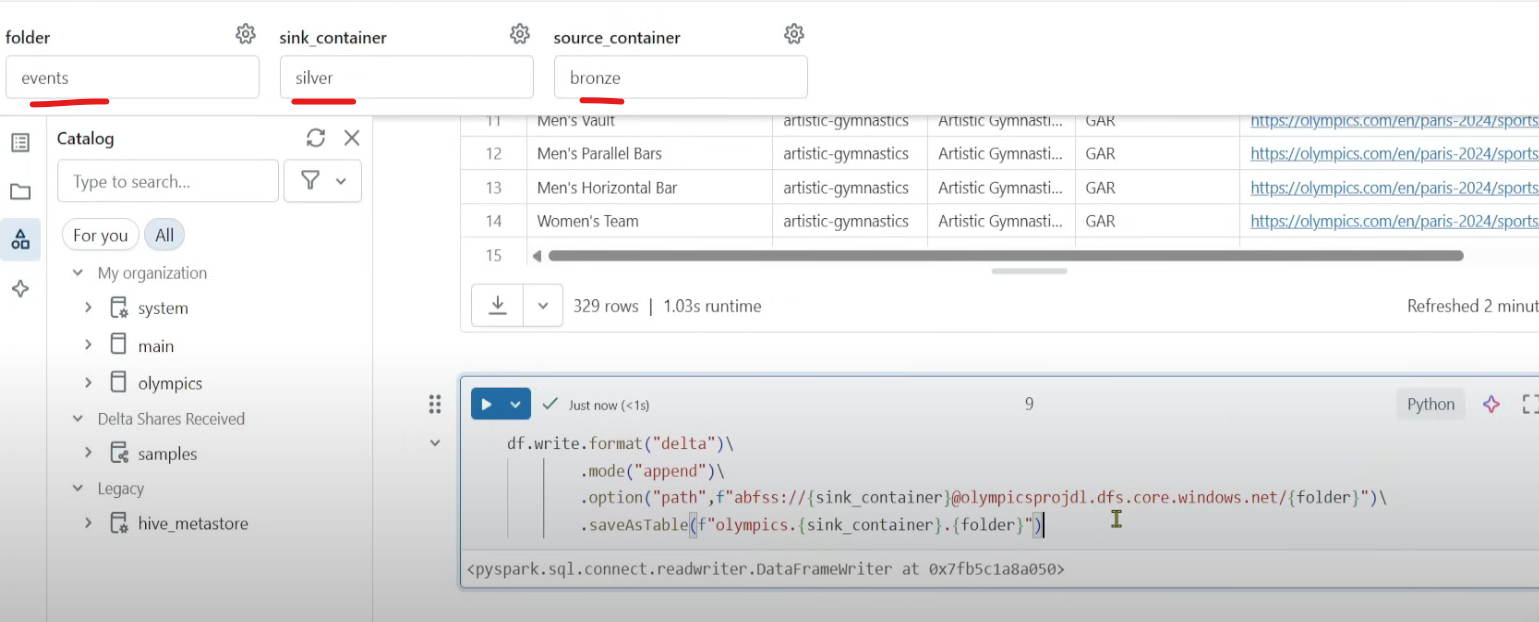 folder
sink_container
source_container
events
silver
bronze
Catalog
Type to search...
For you
All
My organization
system
main
olympics
Delta Shares Received
samples
Legacy
hive_metastore
11 Men's Vault artistic-gymnastics Artistic Gymnasti... GAR https://olympics.com/en/paris-2024/sports
12 Men's Parallel Bars artistic-gymnastics Artistic Gymnasti... GAR https://olympics.com/en/paris-2024/sports
13 Men's Horizontal Bar artistic-gymnastics Artistic Gymnasti... GAR https://olympics.com/en/paris-2024/sports
14 Women's Team artistic-gymnastics Artistic Gymnasti... GAR https://olympics.com/en/paris-2024/sports
15
329 rows | 1.03s runtime
Refreshed 2 minut
Just now (<1s)
9
Python
df.write.format("delta")\
.mode("append")\
.option("path",f"abfss://{sink_container}@olympicsprojdl.dfs.core.windows.net/{folder}")\
.saveAsTable(f"olympics.{sink_container}.{folder}")
<pyspark.sql.connect.readwriter.DataFrameWriter at 0x7fb5c1a8a050>